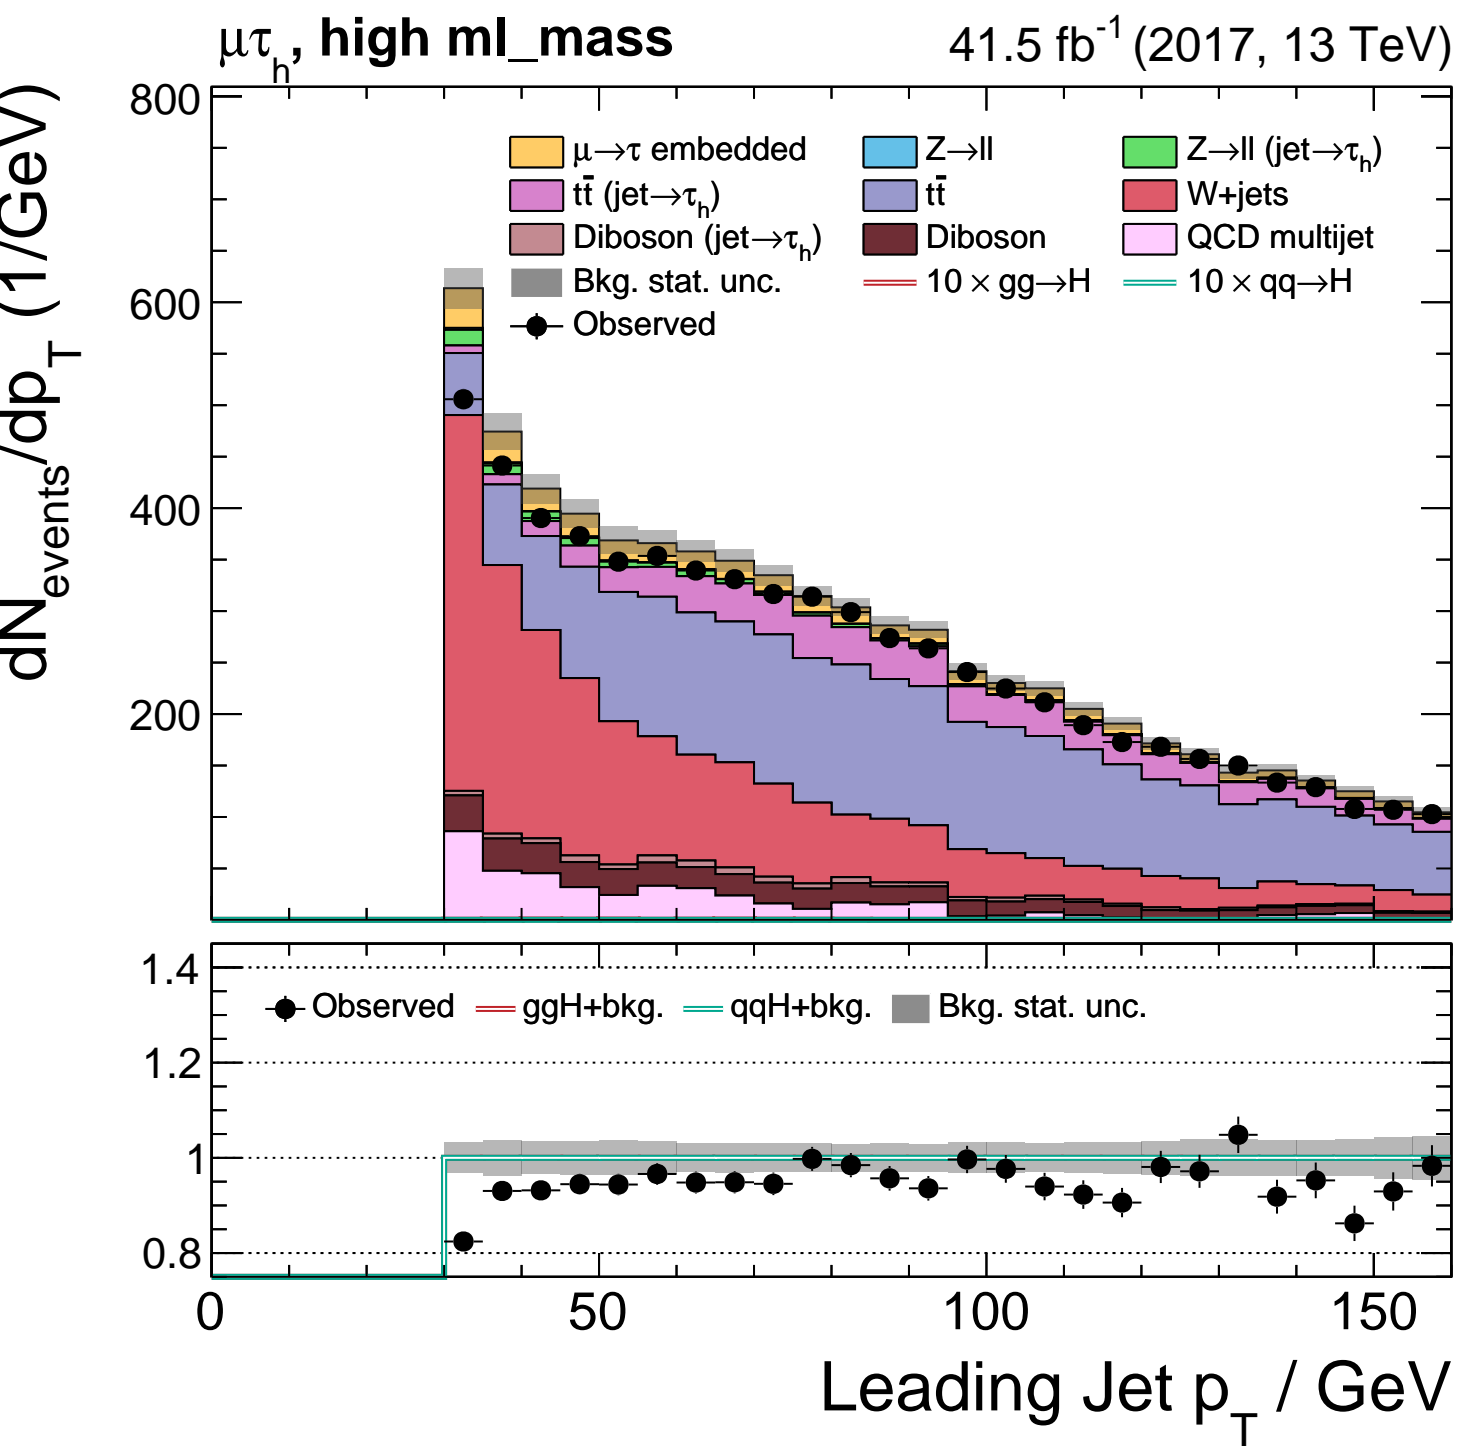 μτh, high ml_mass
41.5 fb-1 (2017, 13 TeV)
dNevents/dpT (1/GeV)
800
600
400
200
μ→τ embedded
Z→ll
Z→ll (jet→τh)
tt̄ (jet→τh)
tt̄
W+jets
Diboson (jet→τh)
Diboson
QCD multijet
Bkg. stat. unc.
10 × gg→H
10 × qq→H
Observed
1.4
1.2
1
0.8
Observed
ggH+bkg.
qqH+bkg.
Bkg. stat. unc.
0
50
100
150
Leading Jet pT / GeV